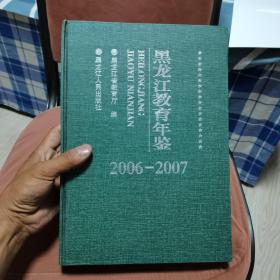 黑龙江教育年鉴
HEILONGJIANG
JIAOYU NIANJIAN
黑龙江省教育厅 编
黑龙江人民出版社
2006-2007